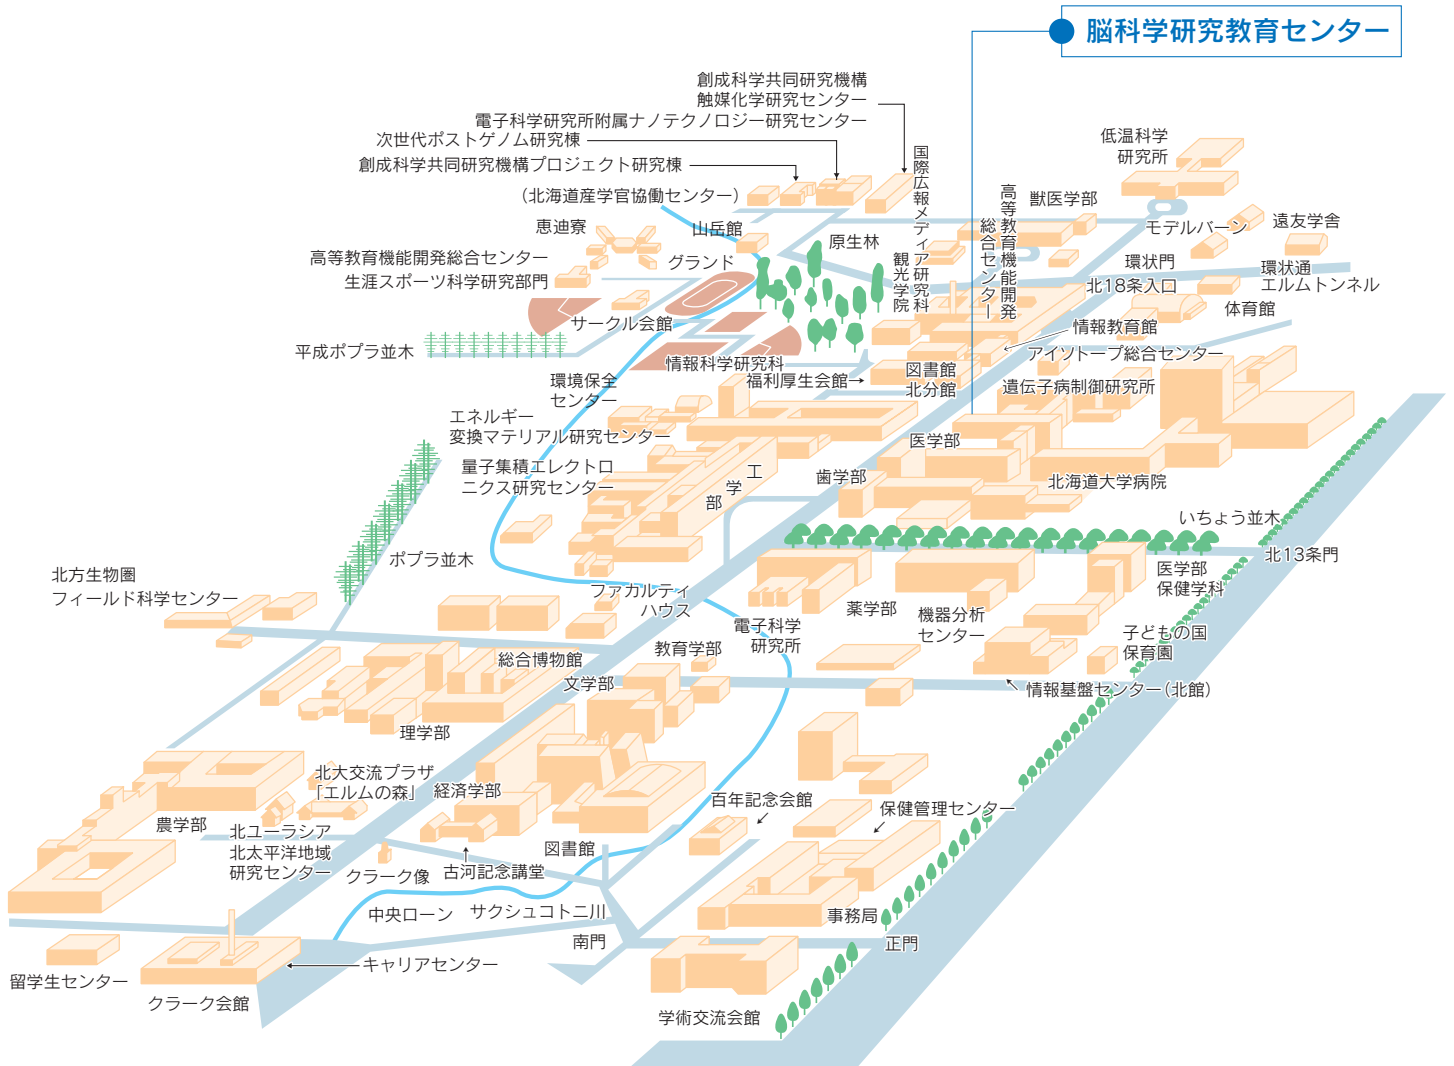 脳科学研究教育センター
創成科学共同研究機構
触媒化学研究センター
電子科学研究所附属ナノテクノロジー研究センター
次世代ポストゲノム研究棟
創成科学共同研究機構プロジェクト研究棟
（北海道産学官協働センター）
低温科学
研究所
国際広報メディア研究科
観光学院
高等教育機能開発
総合センター
獣医学部
モデルバーン
遠友学舎
恵迪寮
山岳館
原生林
高等教育機能開発総合センター
生涯スポーツ科学研究部門
グランド
環状門
北18条入口
環状通
エルムトンネル
体育館
サークル会館
平成ポプラ並木
情報教育館
アイソトープ総合センター
情報科学研究科
福利厚生会館
図書館
北分館
遺伝子病制御研究所
環境保全
センター
エネルギー
変換マテリアル研究センター
量子集積エレクトロ
ニクス研究センター
工学部
医学部
歯学部
北海道大学病院
いちょう並木
北13条門
ポプラ並木
北方生物圏
フィールド科学センター
ファカルティ
ハウス
電子科学
研究所
薬学部
機器分析
センター
医学部
保健学科
子どもの国
保育園
情報基盤センター（北館）
総合博物館
教育学部
文学部
理学部
北大交流プラザ
「エルムの森」
経済学部
農学部
北ユーラシア
北太平洋地域
研究センター
クラーク像
古河記念講堂
図書館
百年記念会館
保健管理センター
中央ローン
サクシュコトニ川
南門
事務局
正門
キャリアセンター
留学生センター
クラーク会館
学術交流会館